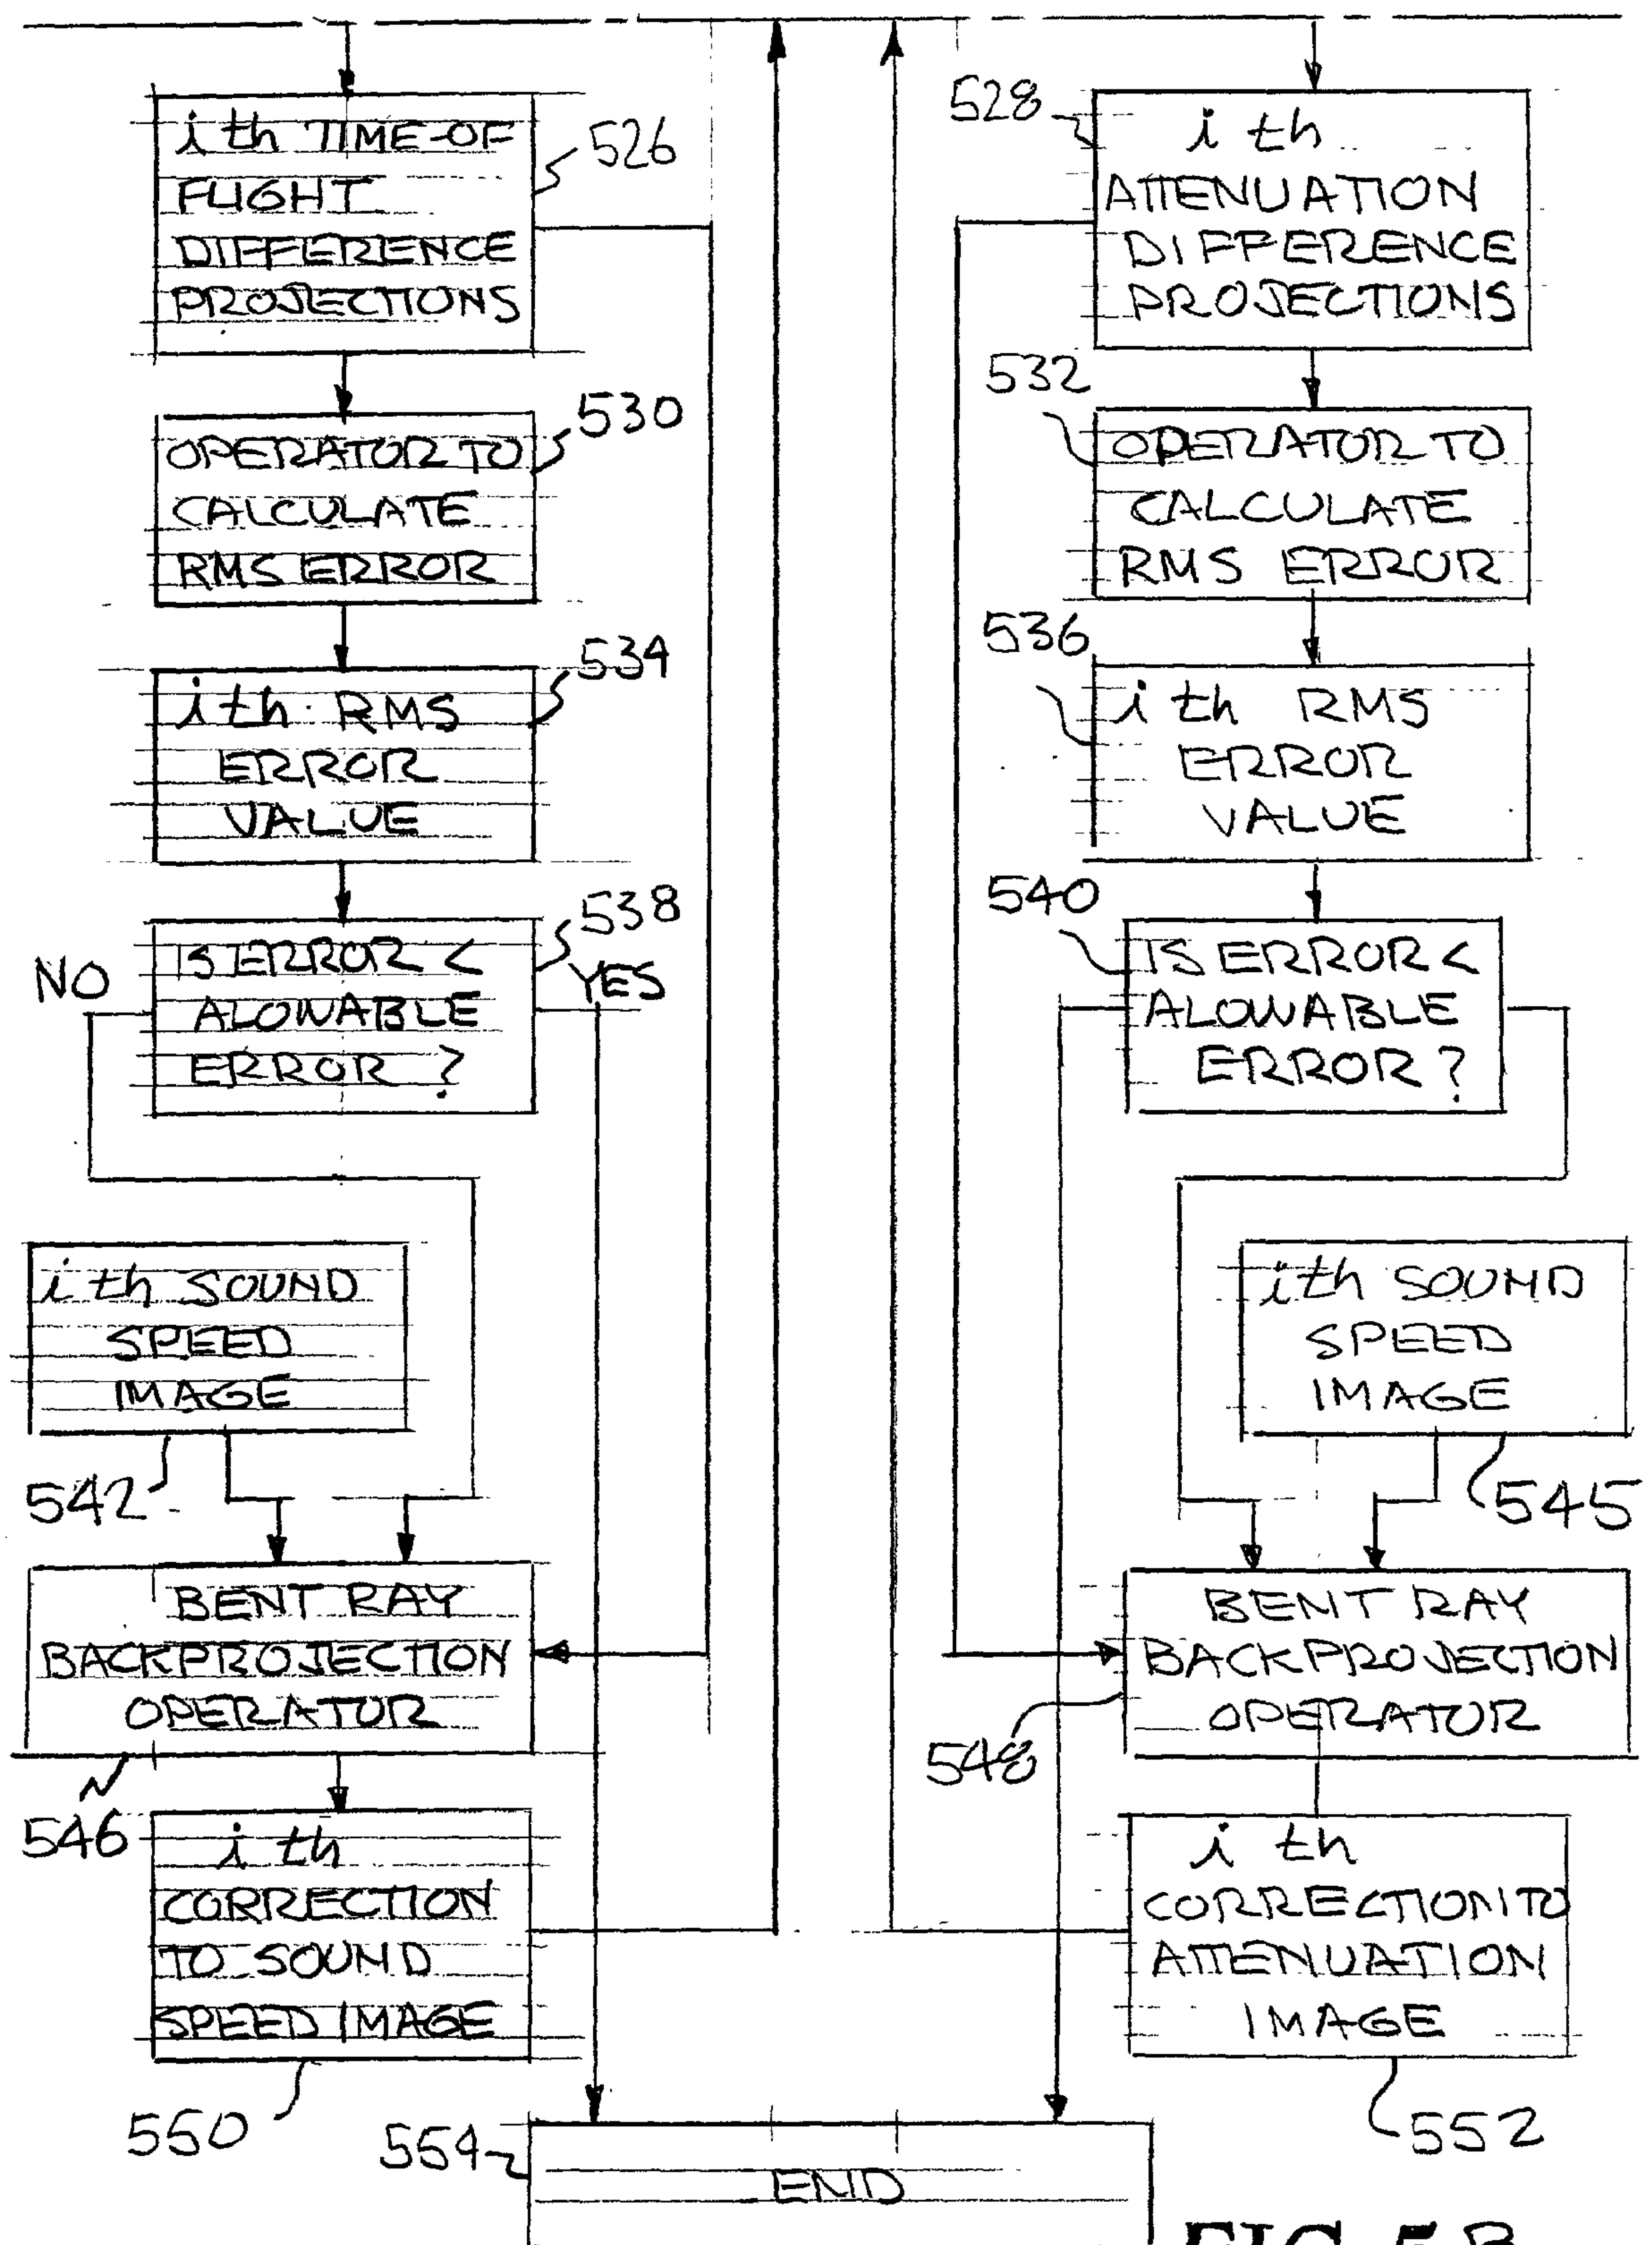 i th TIME-OF
FLIGHT
DIFFERENCE
PROJECTIONS
526
528
i th
ATTENUATION
DIFFERENCE
PROJECTIONS
530
OPERATOR TO
CALCULATE
RMS ERROR
532
OPERATOR TO
CALCULATE
RMS ERROR
534
i th RMS
ERROR
VALUE
536
i th RMS
ERROR
VALUE
538
NO
IS ERROR <
ALOWABLE
ERROR ?
YES
540
IS ERROR <
ALOWABLE
ERROR ?
i th SOUND
SPEED
IMAGE
542
i th SOUND
SPEED
IMAGE
545
BENT RAY
BACKPROJECTION
OPERATOR
546
BENT RAY
BACKPROJECTION
OPERATOR
548
i th
CORRECTION
TO SOUND
SPEED IMAGE
550
i th
CORRECTION TO
ATTENUATION
IMAGE
552
554
END
FIG. 5B